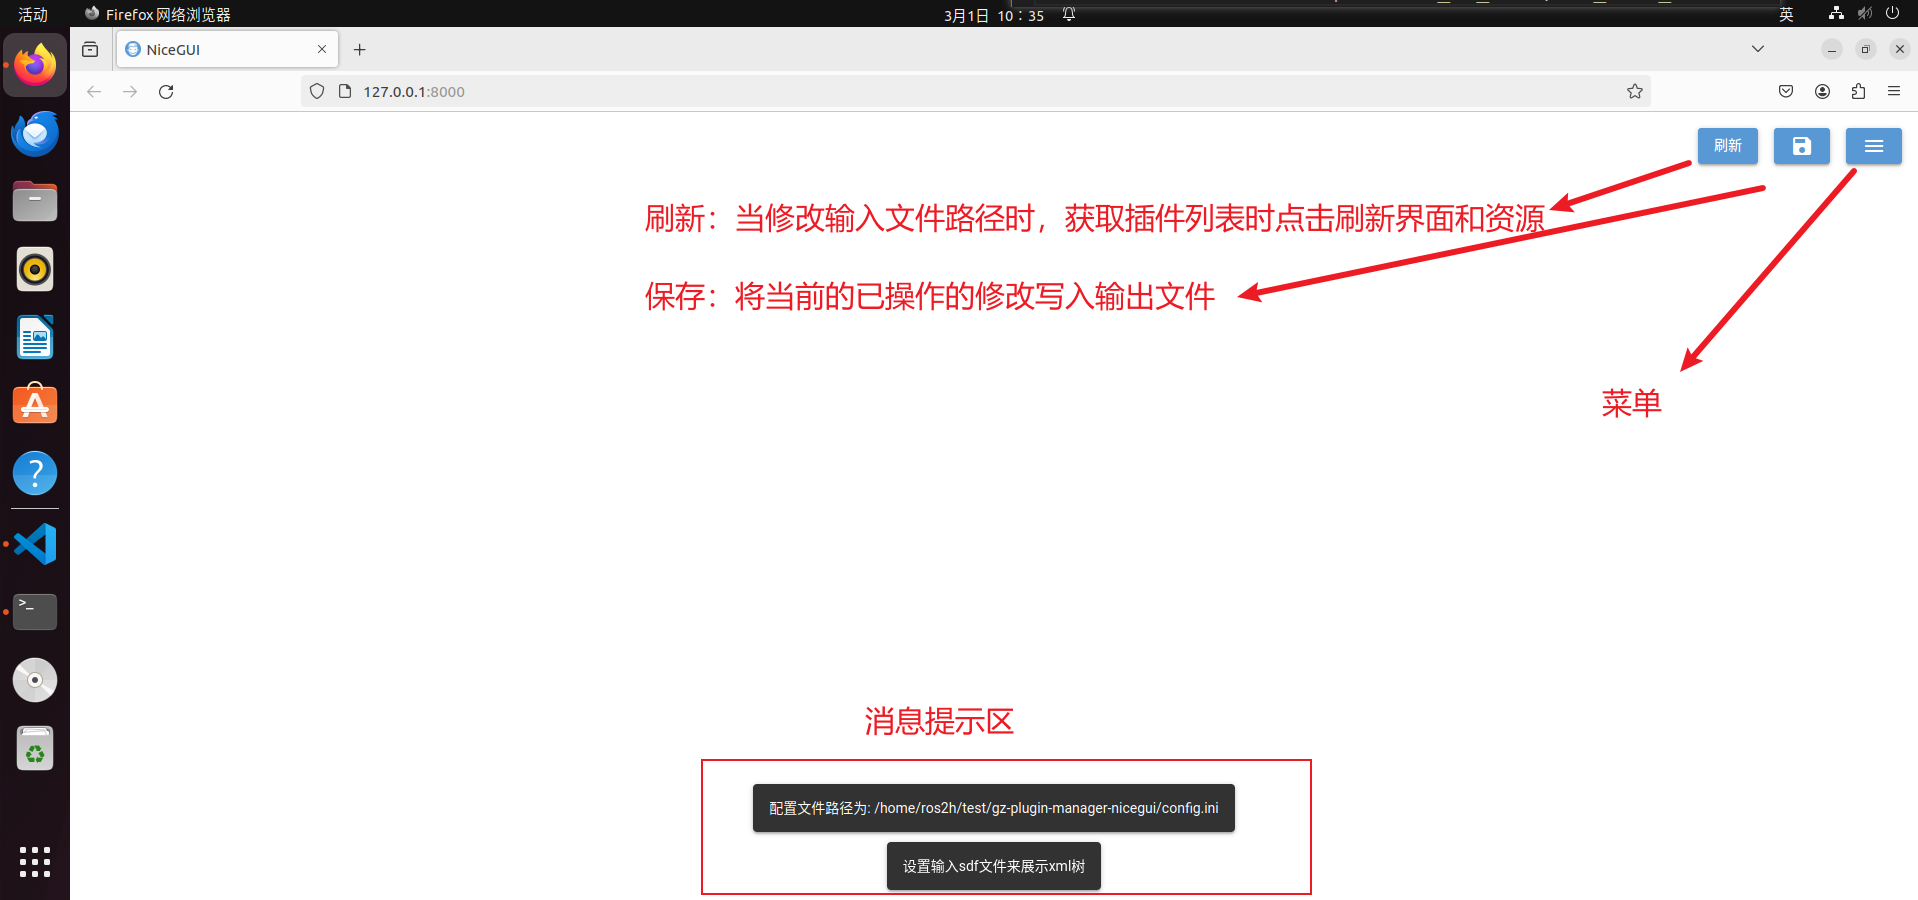 活动
Firefox 网络浏览器
3月1日 10：35
英
NiceGUI
127.0.0.1:8000
刷新
刷新：当修改输入文件路径时，获取插件列表时点击刷新界面和资源
保存：将当前的已操作的修改写入输出文件
菜单
消息提示区
配置文件路径为: /home/ros2h/test/gz-plugin-manager-nicegui/config.ini
设置输入sdf文件来展示xml树